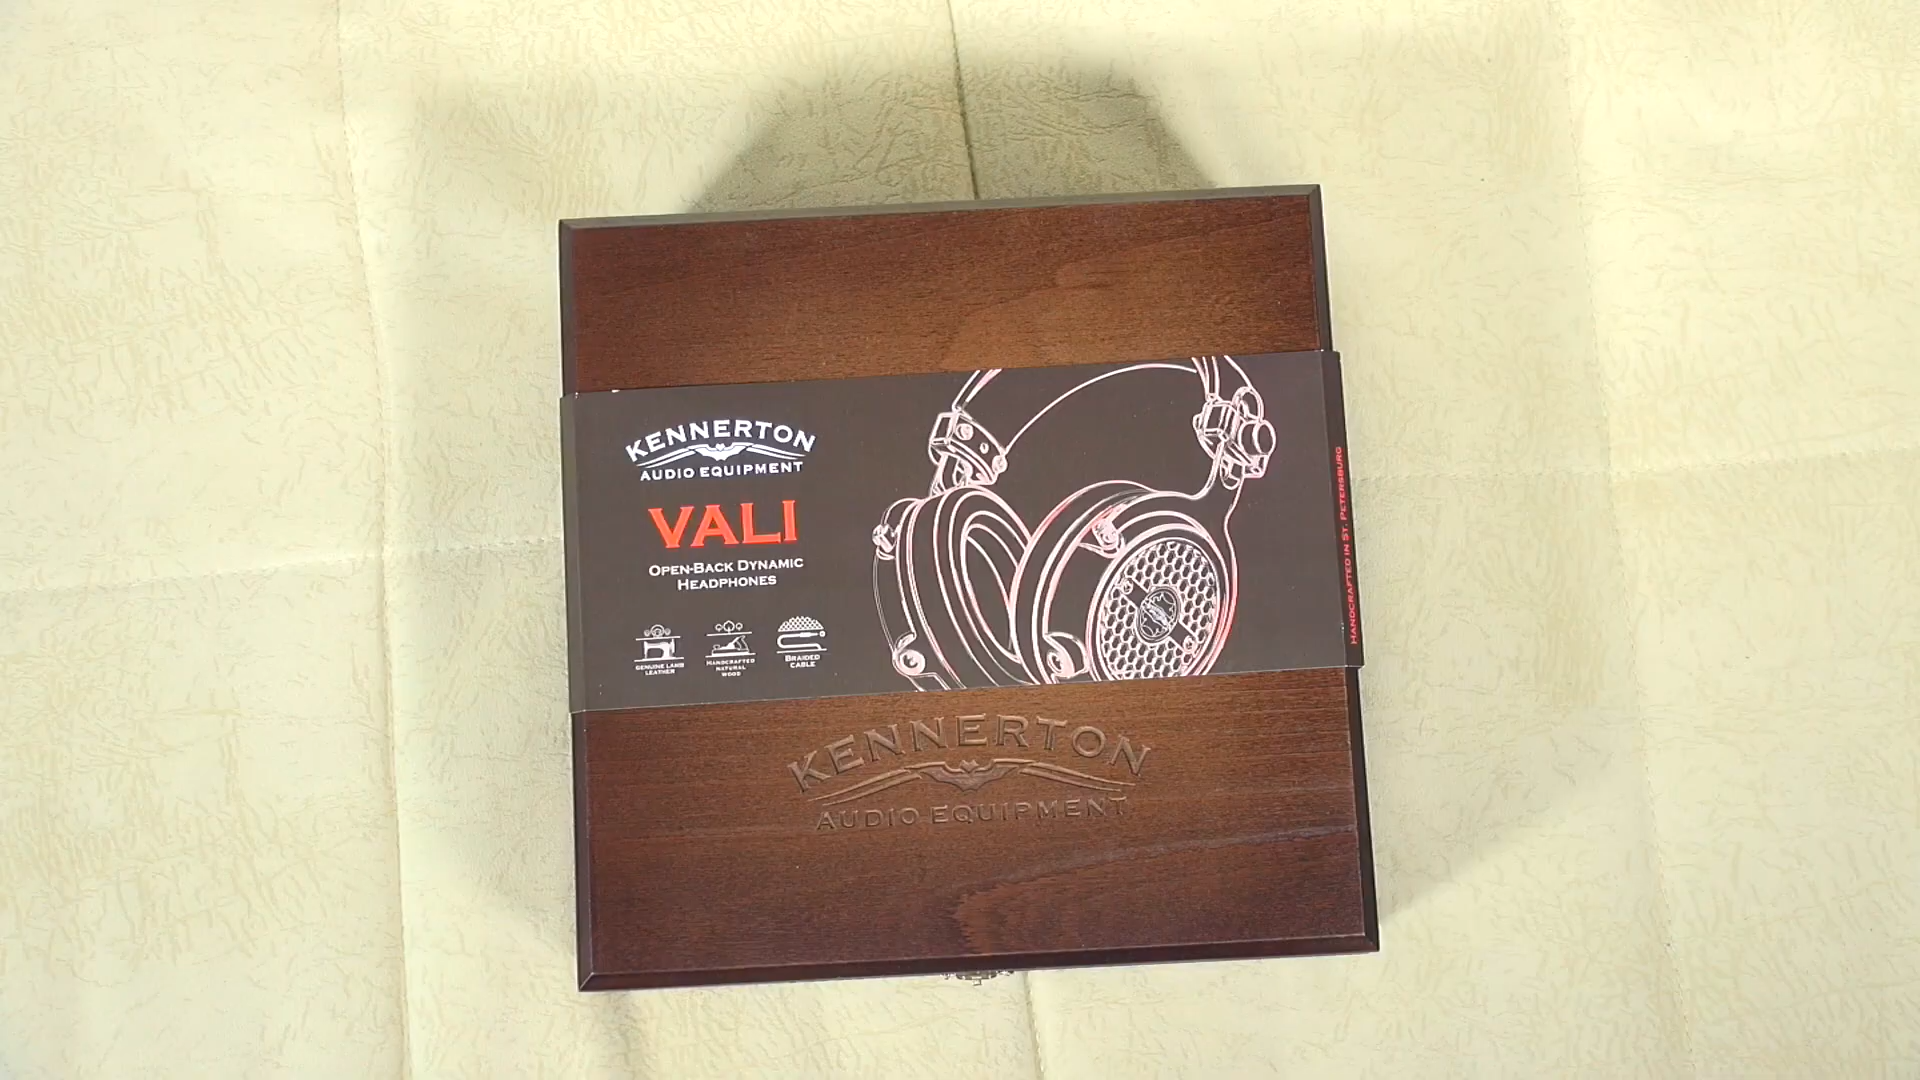 KENNERTON
AUDIO EQUIPMENT
VALI
OPEN-BACK DYNAMIC
HEADPHONES
GENUINE LAMB
LEATHER
HANDCRAFTED
NATURAL
WOOD
BRAIDED
CABLE
HANDCRAFTED IN ST. PETERSBURG
KENNERTON
AUDIO EQUIPMENT